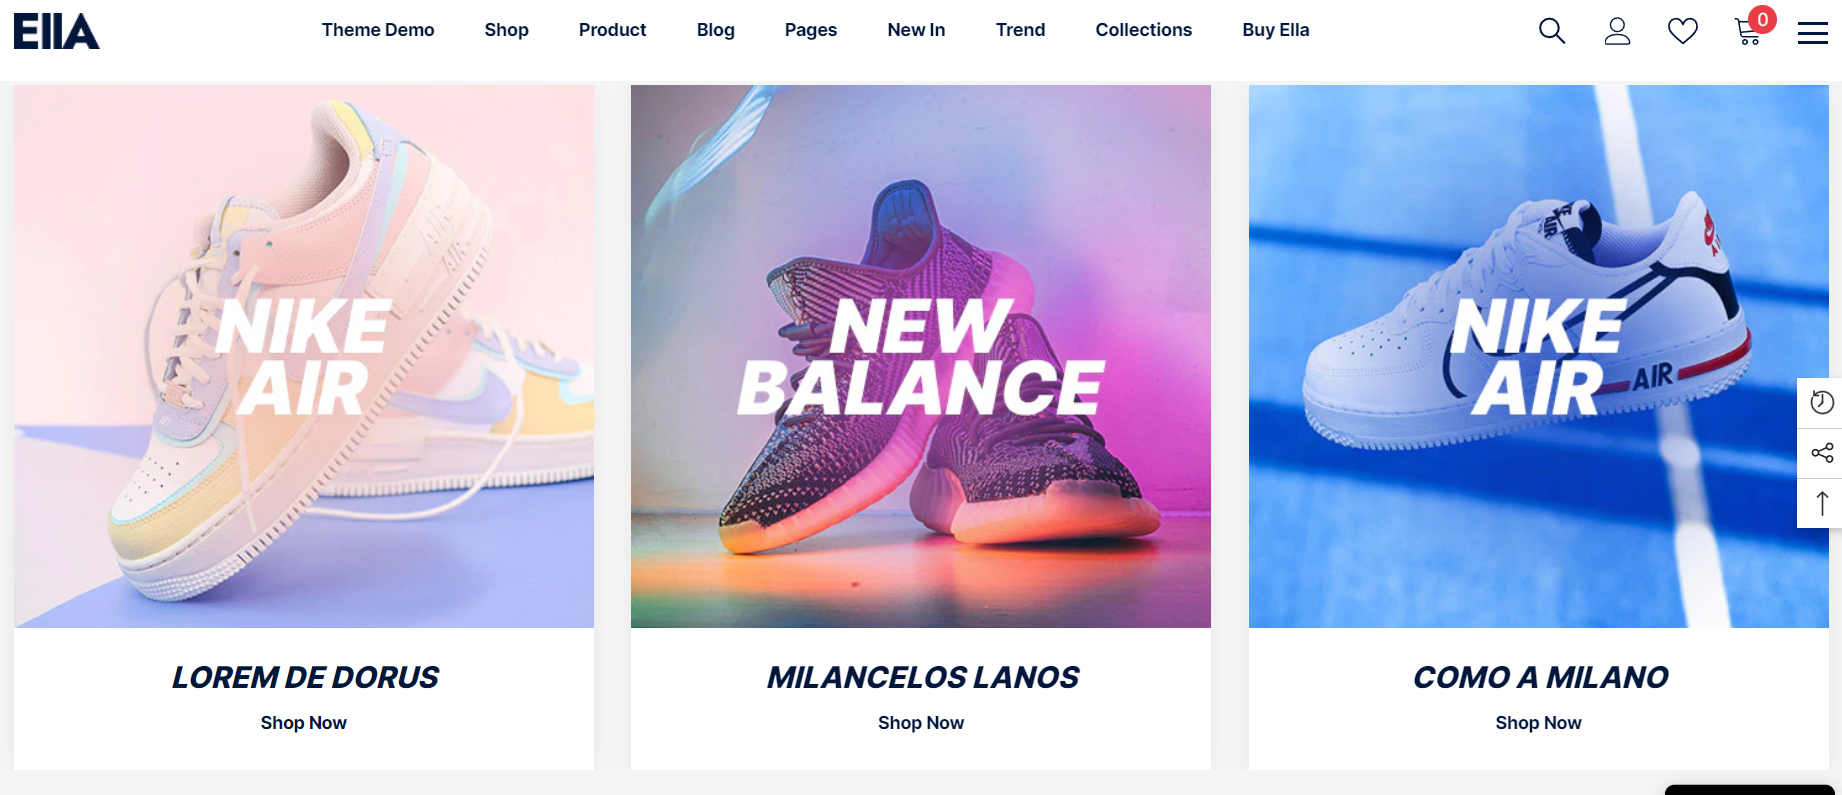 EllA
Theme Demo
Shop
Product
Blog
Pages
New In
Trend
Collections
Buy Ella
0
NIKE
AIR
LOREM DE DORUS
Shop Now
NEW
BALANCE
MILANCELOS LANOS
Shop Now
AIR
AIR
NIKE
AIR
COMO A MILANO
Shop Now